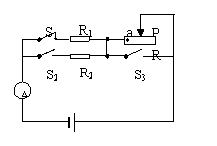 S₁ R₁ a P
S₂ R₂ S₃ R
A